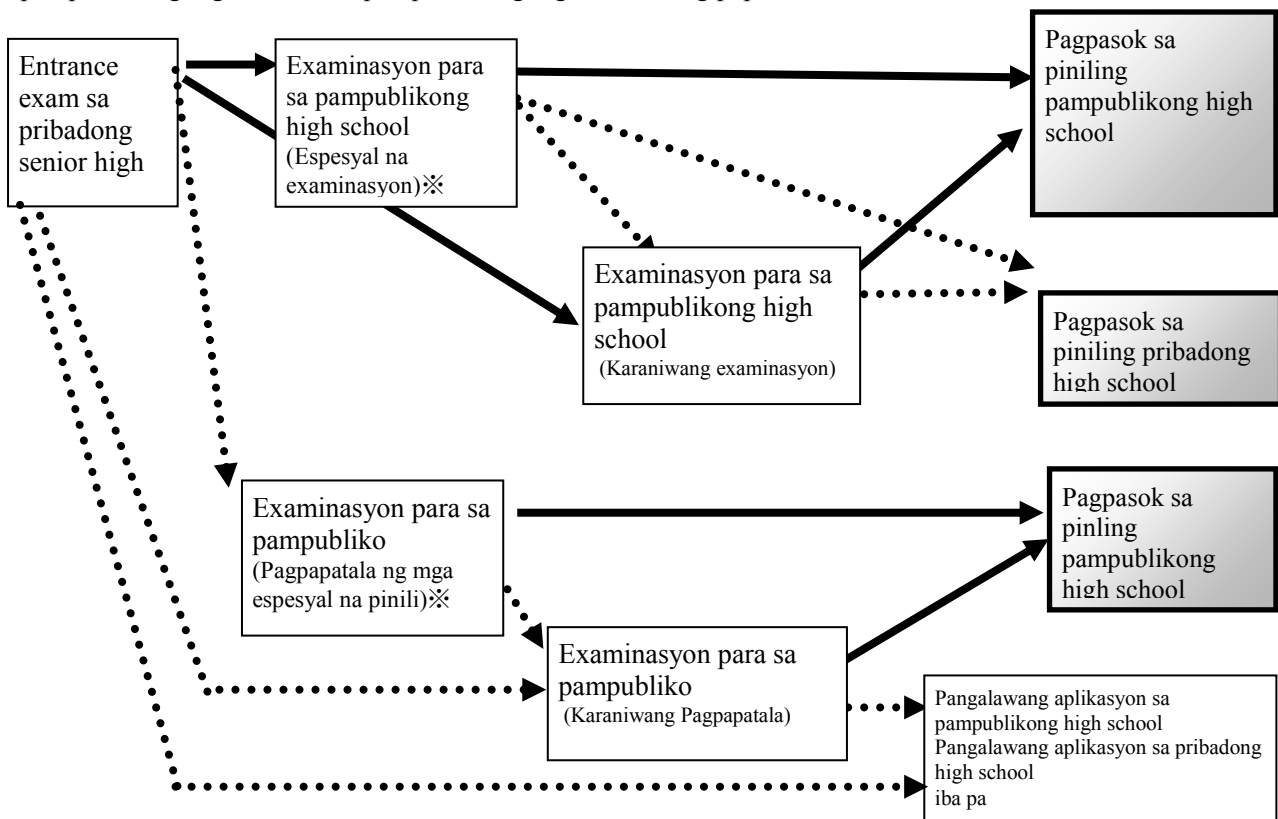 Entrance
exam sa
pribadong
senior high
Examinasyon para
sa pampublikong
high school
(Espesyal na
examinasyon)※
Pagpasok sa
piniling
pampublikong high
school
Examinasyon para sa
pampublikong high
school
(Karaniwang examinasyon)
Pagpasok sa
piniling pribadong
high school
Examinasyon para sa
pampubliko
(Pagpapatala ng mga
espesyal na pinili)※
Pagpasok sa
pinling
pampublikong
high school
Examinasyon para sa
pampubliko
(Karaniwang Pagpapatala)
Pangalawang aplikasyon sa
pampublikong high school
Pangalawang aplikasyon sa pribadong
high school
iba pa